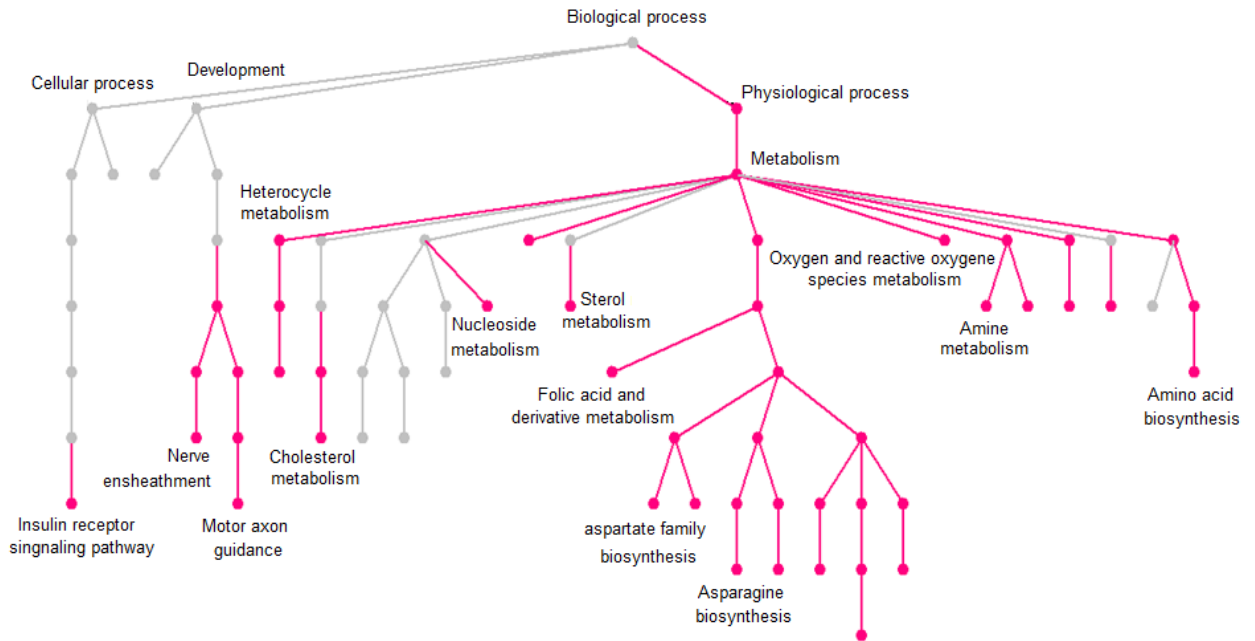 Biological process
Cellular process
Development
Physiological process
Metabolism
Heterocycle
metabolism
Oxygen and reactive oxygene
species metabolism
Sterol
metabolism
Nucleoside
metabolism
Amine
metabolism
Folic acid and
derivative metabolism
Amino acid
biosynthesis
Nerve
ensheathment
Cholesterol
metabolism
Insulin receptor
singnaling pathway
Motor axon
guidance
aspartate family
biosynthesis
Asparagine
biosynthesis